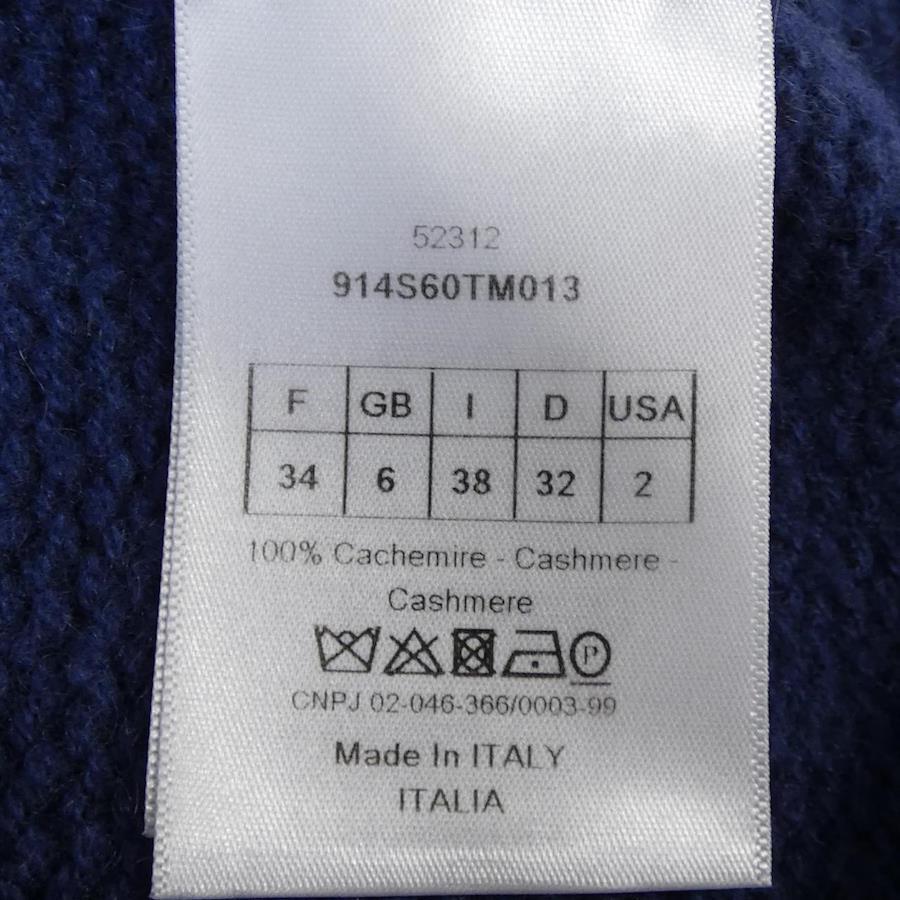 52312
914S60TM013
F GB I D USA
34 6 38 32 2
100% Cachemire - Cashmere -
Cashmere
P
CNPJ 02-046-366/0003-99
Made In ITALY
ITALIA